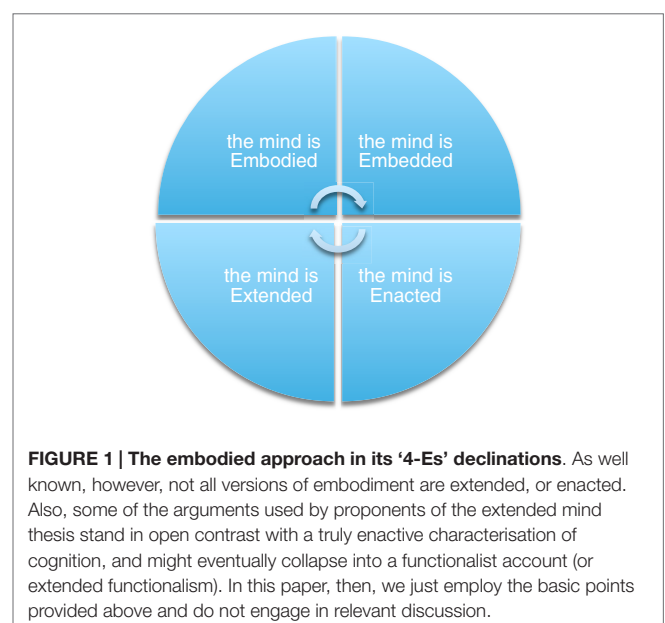 the mind is
Embodied
the mind is
Embedded
the mind is
Extended
the mind is
Enacted
FIGURE 1 | The embodied approach in its ‘4-Es’ declinations. As well
known, however, not all versions of embodiment are extended, or enacted.
Also, some of the arguments used by proponents of the extended mind
thesis stand in open contrast with a truly enactive characterisation of
cognition, and might eventually collapse into a functionalist account (or
extended functionalism). In this paper, then, we just employ the basic points
provided above and do not engage in relevant discussion.